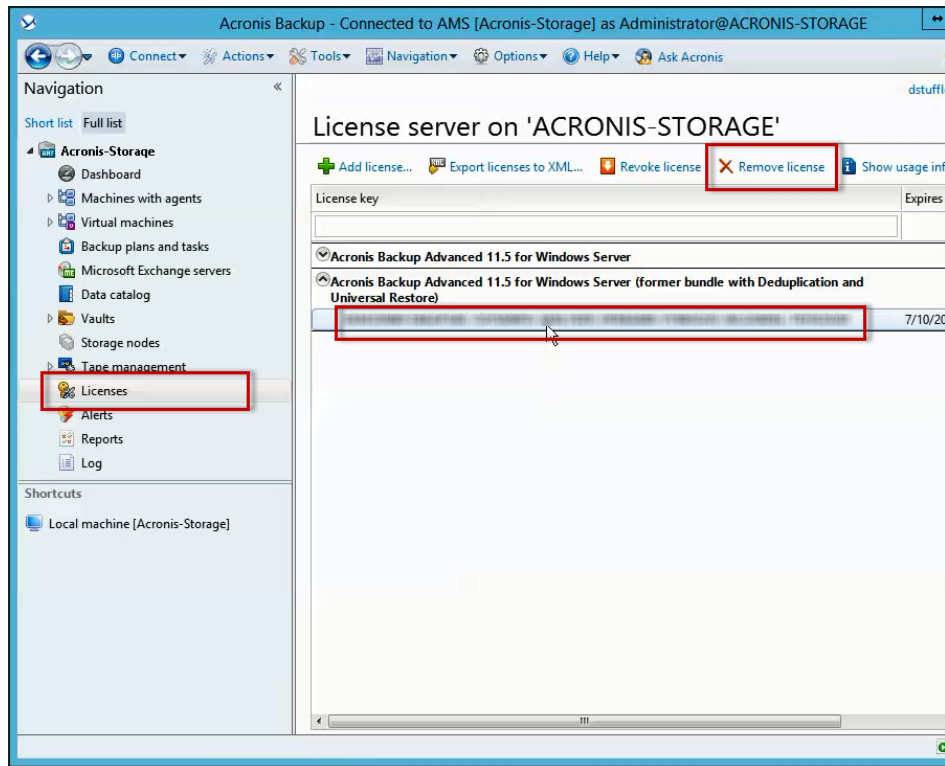 Acronis Backup - Connected to AMS [Acronis-Storage] as Administrator@ACRONIS-STORAGE
Connect Actions Tools Navigation Options Help Ask Acronis
Navigation
Short list Full list
Acronis-Storage
Dashboard
Machines with agents
Virtual machines
Backup plans and tasks
Microsoft Exchange servers
Data catalog
Vaults
Storage nodes
Tape management
Licenses
Alerts
Reports
Log
Shortcuts
Local machine [Acronis-Storage]
dstuffl
License server on 'ACRONIS-STORAGE'
Add license... Export licenses to XML... Revoke license Remove license Show usage inf
License key Expires
Acronis Backup Advanced 11.5 for Windows Server
Acronis Backup Advanced 11.5 for Windows Server (former bundle with Deduplication and
Universal Restore)
7/10/20